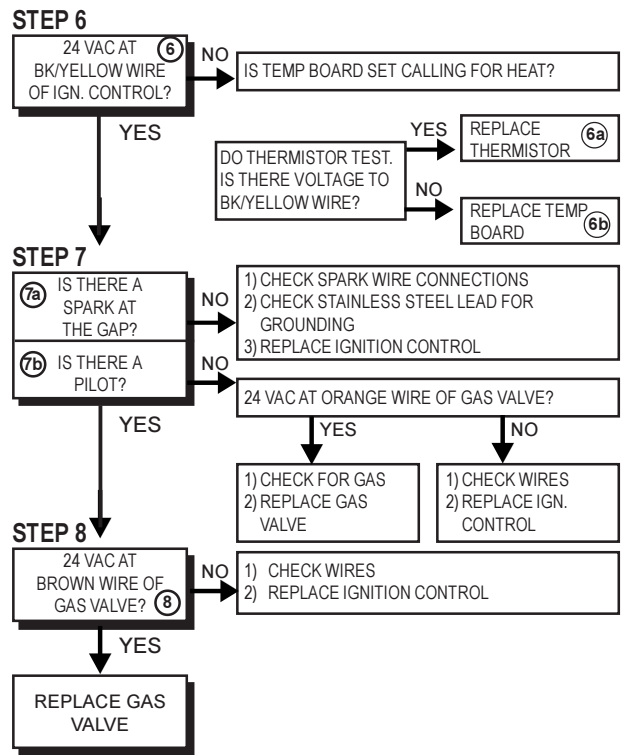 STEP 6
24 VAC AT 6
BK/YELLOW WIRE
OF IGN. CONTROL?
NO
IS TEMP BOARD SET CALLING FOR HEAT?
YES
DO THERMISTOR TEST.
IS THERE VOLTAGE TO
BK/YELLOW WIRE?
YES
REPLACE 6a
THERMISTOR
NO
REPLACE TEMP
BOARD 6b
STEP 7
7a IS THERE A
SPARK AT
THE GAP?
NO
1) CHECK SPARK WIRE CONNECTIONS
2) CHECK STAINLESS STEEL LEAD FOR
GROUNDING
3) REPLACE IGNITION CONTROL
7b IS THERE A
PILOT?
NO
24 VAC AT ORANGE WIRE OF GAS VALVE?
YES
YES
NO
1) CHECK FOR GAS
2) REPLACE GAS
VALVE
1) CHECK WIRES
2) REPLACE IGN.
CONTROL
STEP 8
24 VAC AT
BROWN WIRE OF
GAS VALVE? 8
NO
1) CHECK WIRES
2) REPLACE IGNITION CONTROL
YES
REPLACE GAS
VALVE